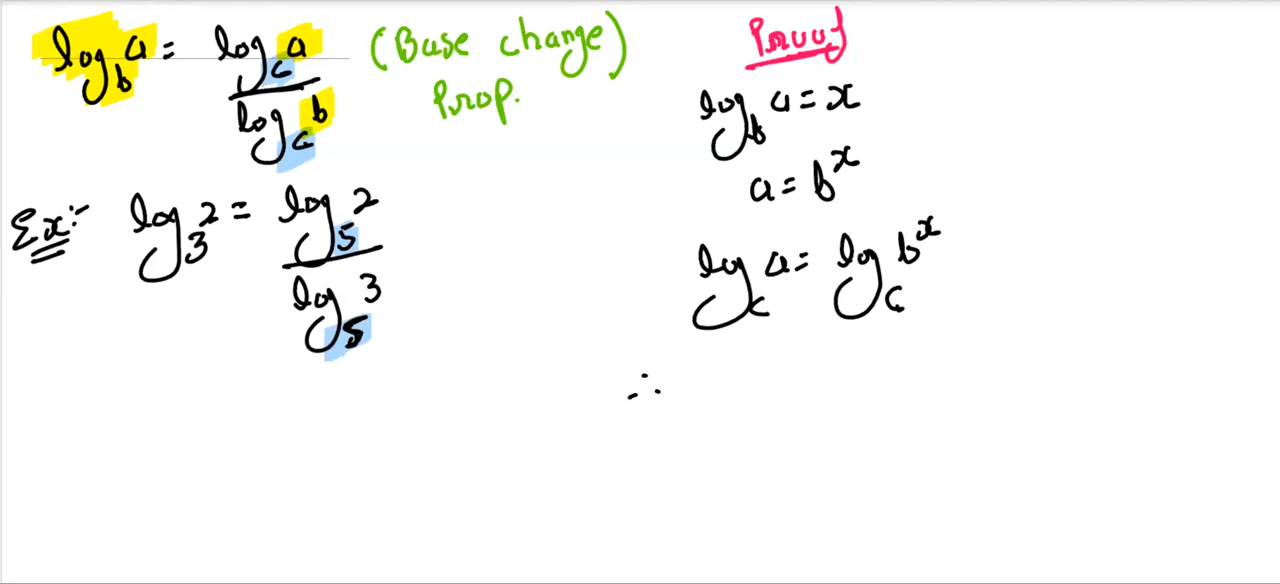 log_b a = log_c a / log_c b (Base change) Prop.
Ex:- log_3 2 = log_5 2 / log_5 3
Proof
log_b a = x
a = b^x
log_c a = log_c b^x
∴